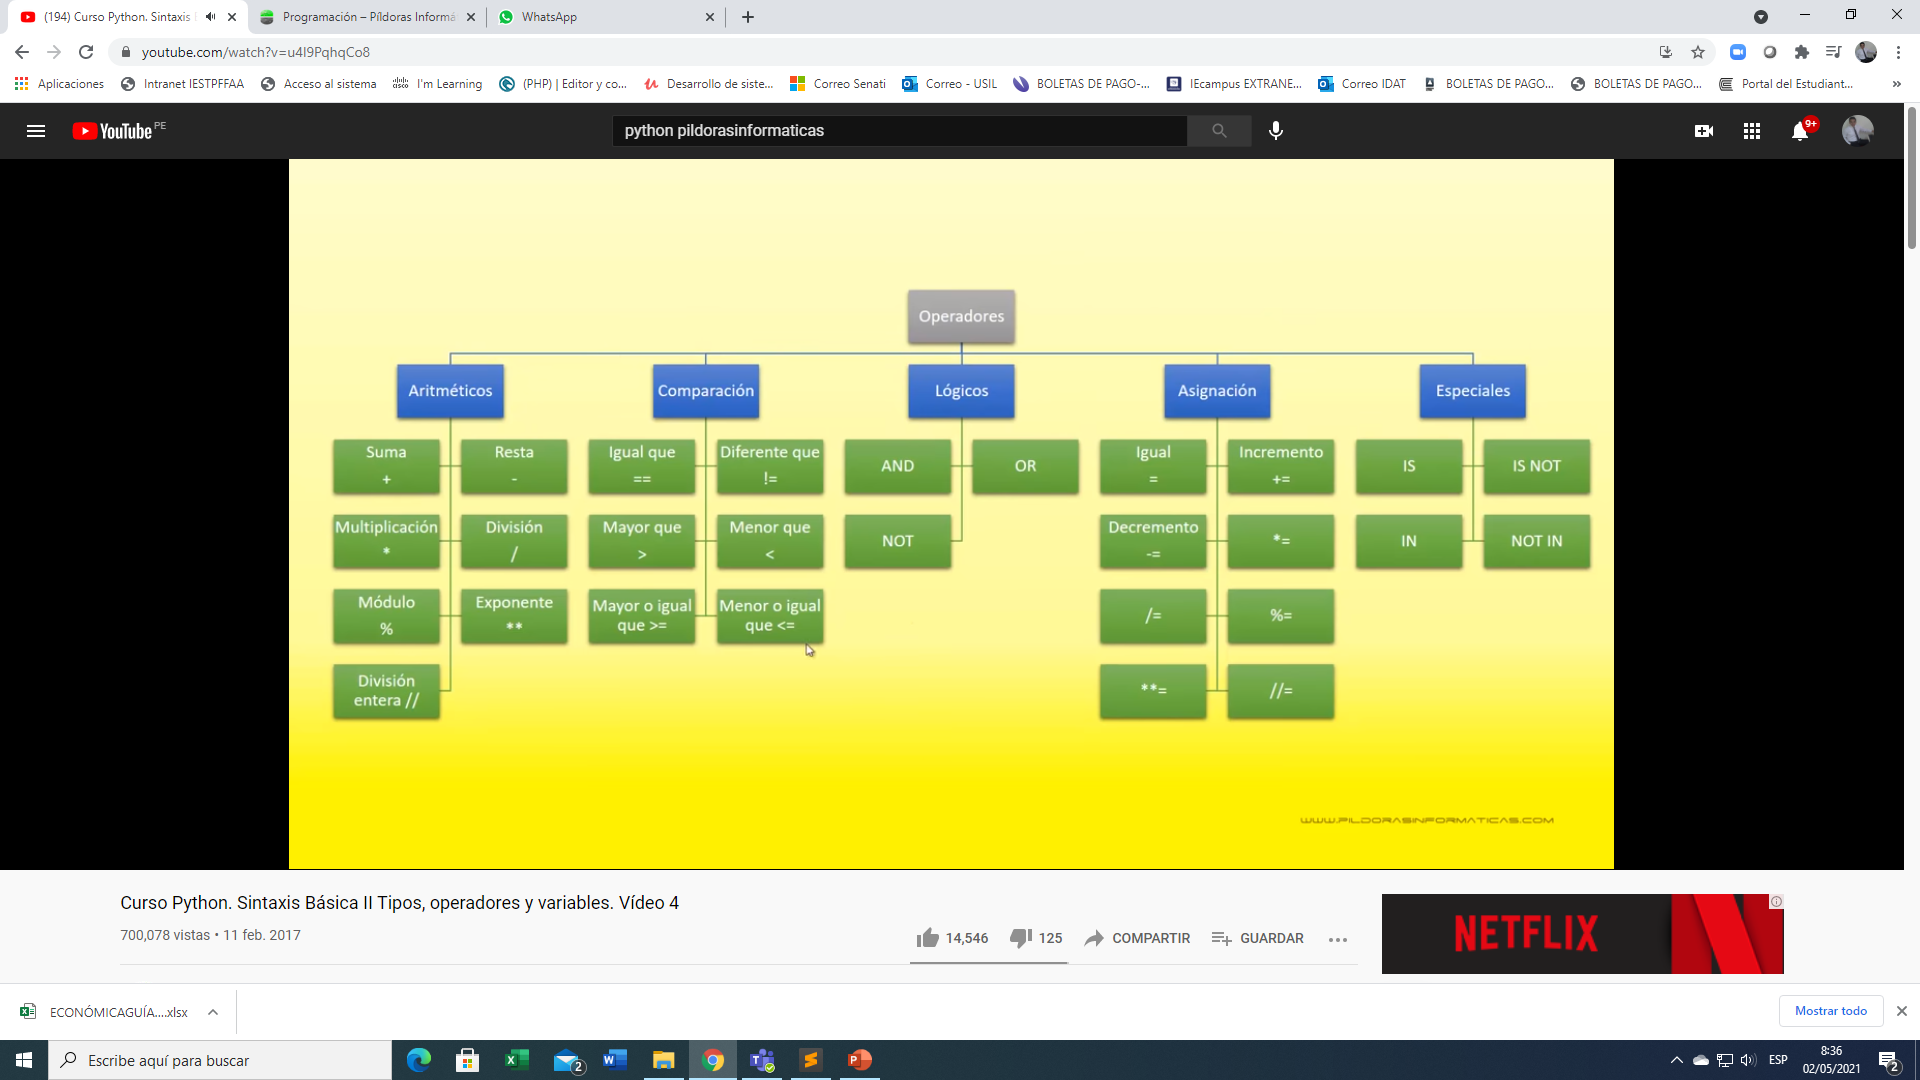 (194) Curso Python. Sintaxis
Programación – Píldoras Informá
WhatsApp
youtube.com/watch?v=u4I9PqhqCo8
Aplicaciones
Intranet IESTPFFAA
Acceso al sistema
I'm Learning
(PHP) | Editor y co...
Desarrollo de siste...
Correo Senati
Correo - USIL
BOLETAS DE PAGO-...
IEcampus EXTRANE...
Correo IDAT
BOLETAS DE PAGO...
BOLETAS DE PAGO...
Portal del Estudiant...
»
YouTube PE
python pildorasinformaticas
9+
Operadores
Aritméticos
Comparación
Lógicos
Asignación
Especiales
Suma
+
Resta
-
Igual que
==
Diferente que
!=
AND
OR
Igual
=
Incremento
+=
IS
IS NOT
Multiplicación
*
División
/
Mayor que
>
Menor que
<
NOT
Decremento
-=
*=
IN
NOT IN
Módulo
%
Exponente
**
Mayor o igual
que >=
Menor o igual
que <=
/=
%=
División
entera //
**=
//=
WWW.PILDORASINFORMATICAS.COM
Curso Python. Sintaxis Básica II Tipos, operadores y variables. Vídeo 4
700,078 vistas • 11 feb. 2017
14,546
125
COMPARTIR
GUARDAR
NETFLIX
ECONÓMICAGUÍA....xlsx
Mostrar todo
Escribe aquí para buscar
2
ESP
8:36
02/05/2021
2